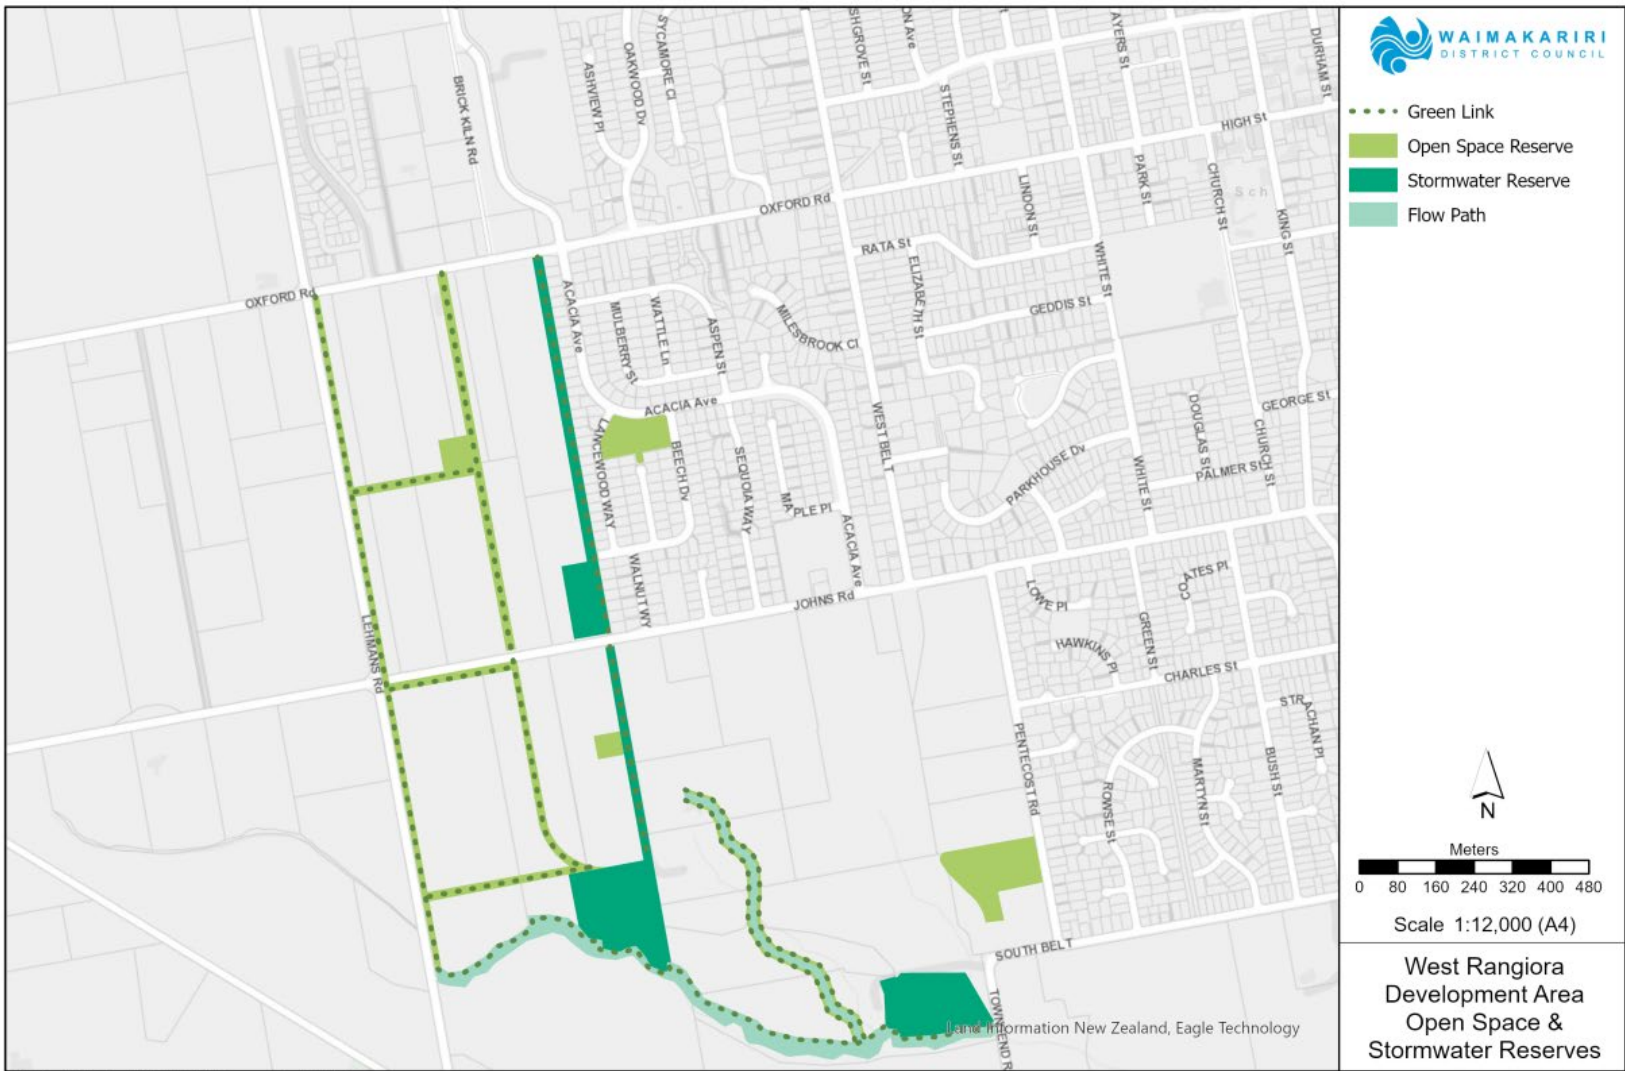 WAIMAKARIRI
DISTRICT COUNCIL
Green Link
Open Space Reserve
Stormwater Reserve
Flow Path
N
Meters
0 80 160 240 320 400 480
Scale 1:12,000 (A4)
West Rangiora
Development Area
Open Space &
Stormwater Reserves
BRICK KILN Rd
ASHVIEW Pl
OAKWOOD Dv
SYCAMORE Cl
SHGROVE St
ON Ave
STEPHENS St
AYERS St
DURHAM St
HIGH St
OXFORD Rd
LINDON St
PARK St
CHURCH St
Sch
KING St
RATA St
ELIZABETH St
WHITE St
GEDDIS St
OXFORD Rd
ACACIA Ave
MULBERRY St
WATTLE Ln
ASPEN St
MILESBROOK Cl
ACACIA Ave
LANCEWOOD WAY
BEECH Dv
SEQUOIA WAY
MAPLE Pl
ACACIA Ave
WEST BELT
PARKHOUSE Dv
WHITE St
DOUGLAS St
PALMER St
CHURCH St
GEORGE St
WALNUT WY
JOHNS Rd
LEHMANS Rd
LOWE Pl
HAWKINS Pl
GREEN St
COATES Pl
CHARLES St
STRACHAN Pl
PENTECOST Rd
ROWSE St
MARTYN St
BUSH St
SOUTH BELT
TOWNSEND R
Land Information New Zealand, Eagle Technology